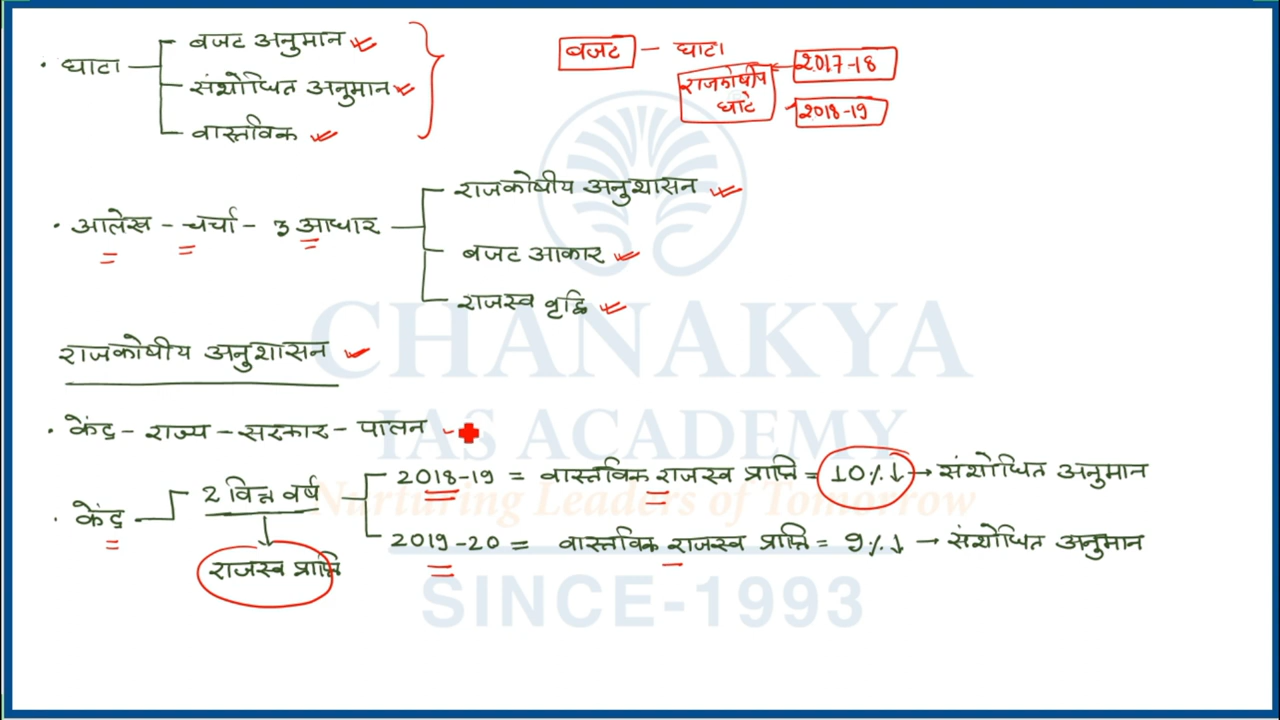 बजट अनुमान
• घाटा
संशोधित अनुमान
वास्तविक
बजट – घाटा
राजकोषीय घाटे
2017-18
2018-19
राजकोषीय अनुशासन
• आलेख - चर्चा - 3 आधार
बजट आकार
राजस्व वृद्धि
राजकोषीय अनुशासन
• केंद्र - राज्य - सरकार - पालन -
• केंद्र
2 वित्त वर्ष
राजस्व प्राप्ति
2018-19 = वास्तविक राजस्व प्राप्ति = 10%↓ → संशोधित अनुमान
2019-20 = वास्तविक राजस्व प्राप्ति = 9%↓ → संशोधित अनुमान
CHANAKYA
IAS ACADEMY
Nurturing Leaders of Tomorrow
SINCE-1993